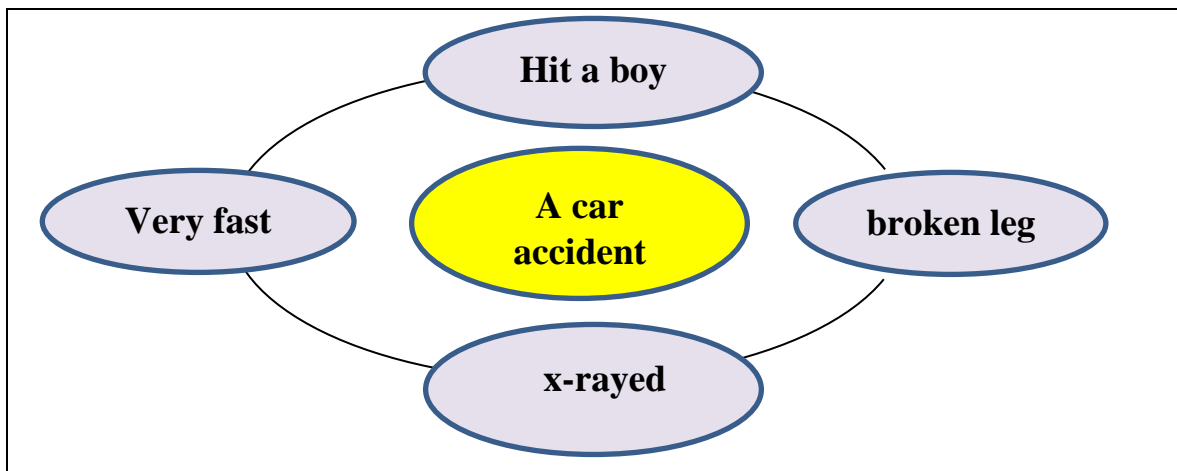 Hit a boy
Very fast
A car
accident
broken leg
x-rayed